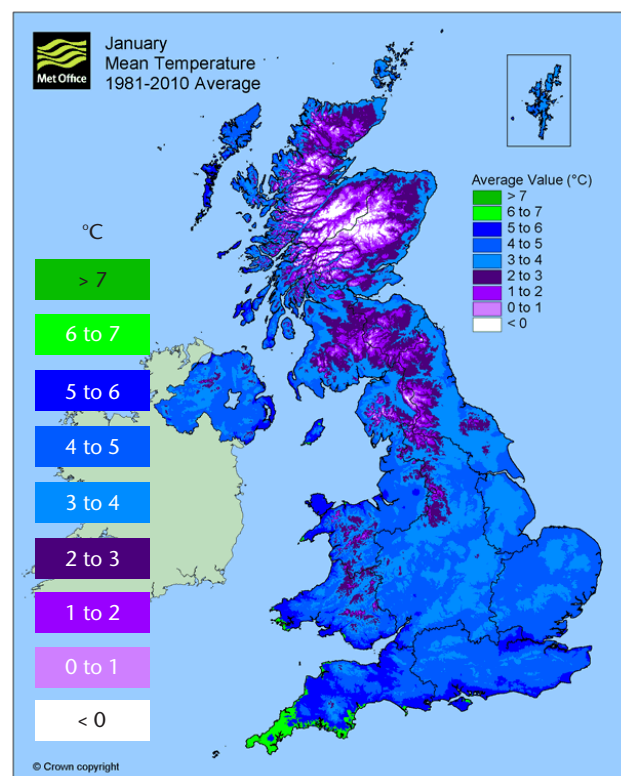 Met Office
January
Mean Temperature
1981-2010 Average
Average Value (°C)
> 7
6 to 7
5 to 6
4 to 5
3 to 4
2 to 3
1 to 2
0 to 1
< 0
°C
> 7
6 to 7
5 to 6
4 to 5
3 to 4
2 to 3
1 to 2
0 to 1
< 0
© Crown copyright